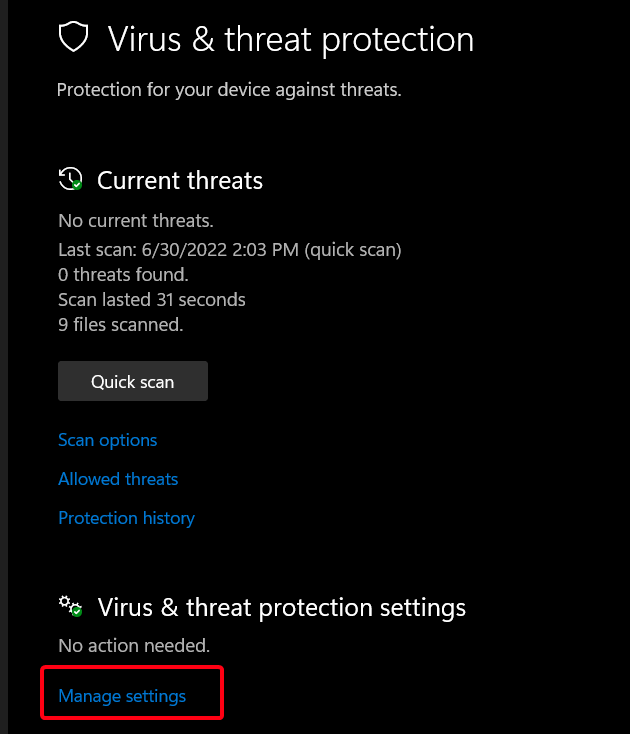 Virus & threat protection
Protection for your device against threats.
Current threats
No current threats.
Last scan: 6/30/2022 2:03 PM (quick scan)
0 threats found.
Scan lasted 31 seconds
9 files scanned.
Quick scan
Scan options
Allowed threats
Protection history
Virus & threat protection settings
No action needed.
Manage settings